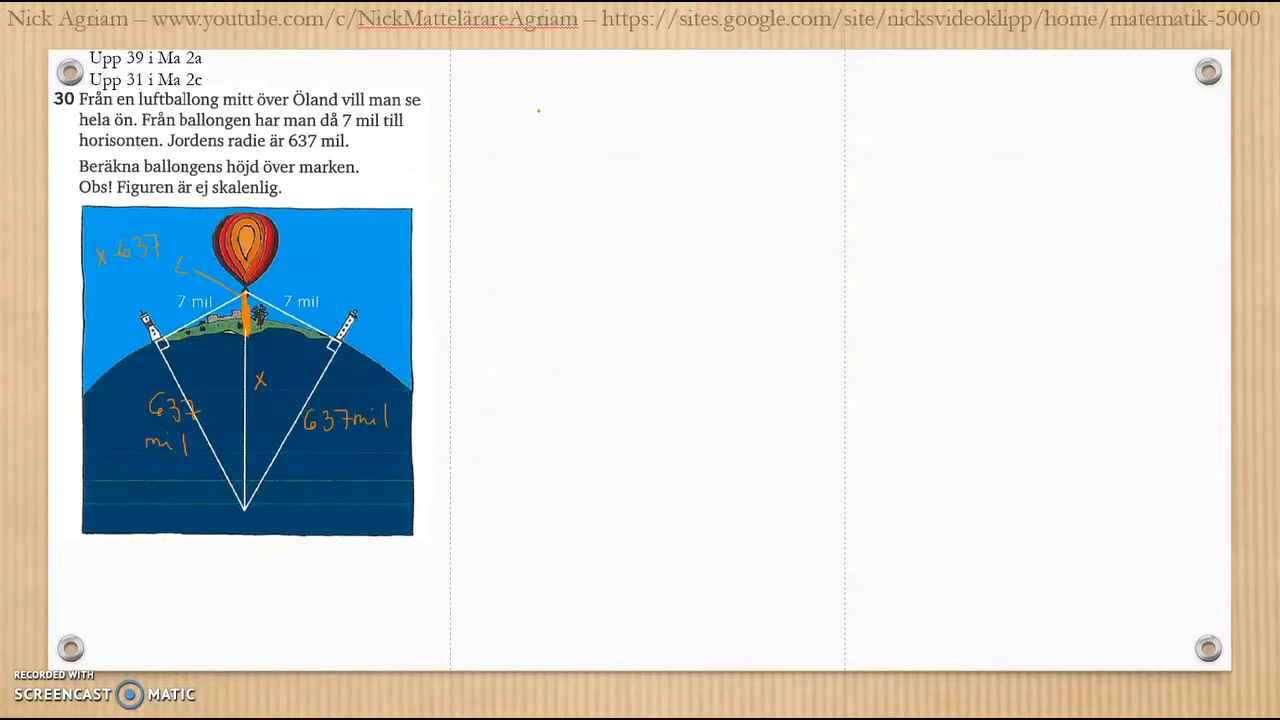 Nick Agriam – www.youtube.com/c/NickMattelärareAgriam – https://sites.google.com/site/nicksvideoklipp/home/matematik-5000
Upp 39 i Ma 2a
Upp 31 i Ma 2c
30 Från en luftballong mitt över Öland vill man se
hela ön. Från ballongen har man då 7 mil till
horisonten. Jordens radie är 637 mil.
Beräkna ballongens höjd över marken.
Obs! Figuren är ej skalenlig.
x 637
7 mil 7 mil
x
637
mil
637mil
RECORDED WITH
SCREENCAST MATIC